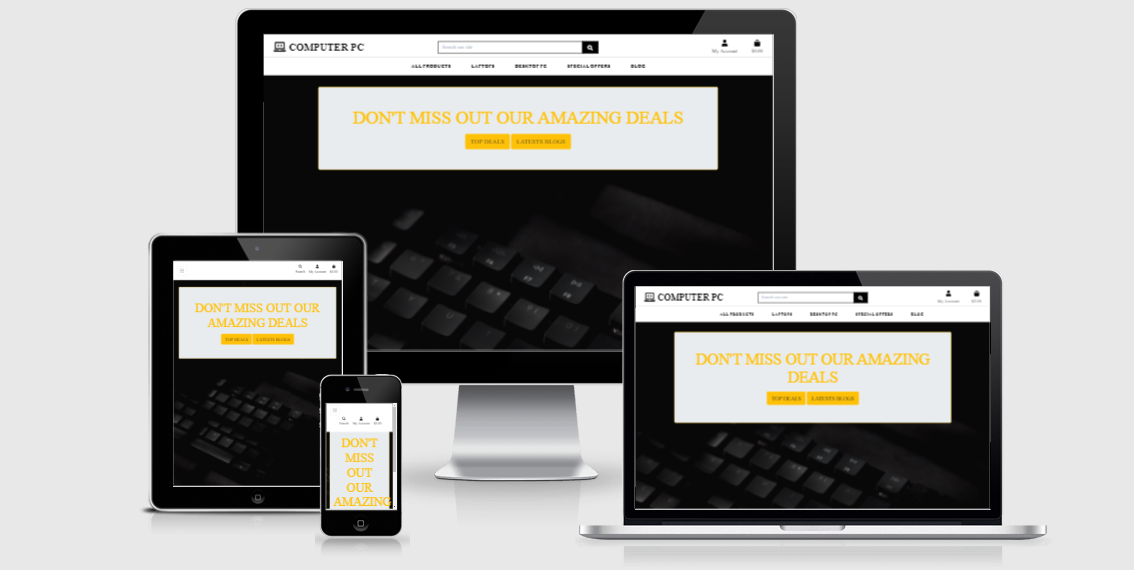 COMPUTER PC
Search our site
My Account
$0.00
ALL PRODUCTS LAPTOPS DESKTOP PC SPECIAL OFFERS BLOG
DON'T MISS OUT OUR AMAZING DEALS
TOP DEALS LATESTS BLOGS
Search My Account $0.00
DON'T MISS OUT OUR
AMAZING DEALS
TOP DEALS LATESTS BLOGS
Search My Account $0.00
DON'T
MISS
OUT
OUR
AMAZING
COMPUTER PC
Search our site
My Account
$0.00
ALL PRODUCTS LAPTOPS DESKTOP PC SPECIAL OFFERS BLOG
DON'T MISS OUT OUR AMAZING
DEALS
TOP DEALS LATESTS BLOGS